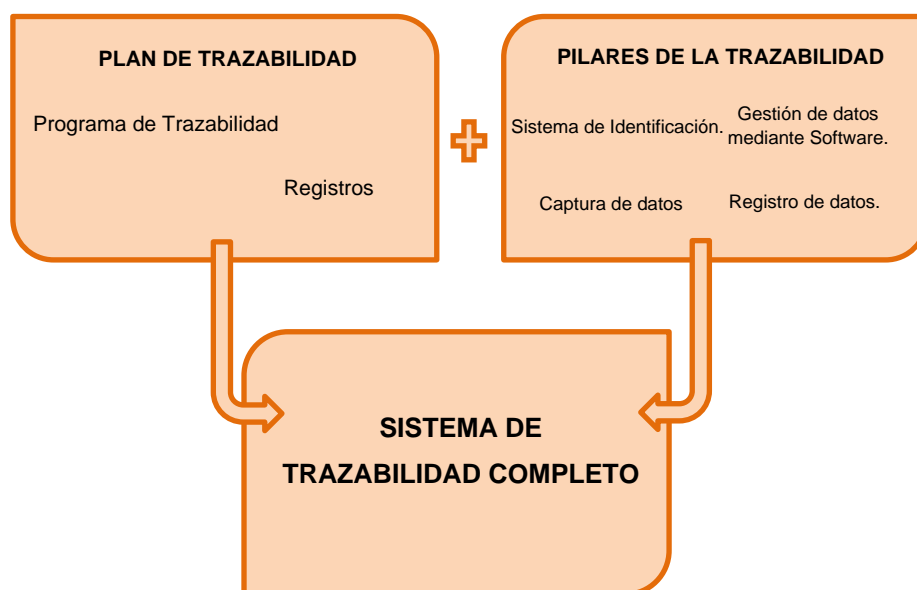 PLAN DE TRAZABILIDAD
Programa de Trazabilidad
Registros
PILARES DE LA TRAZABILIDAD
Sistema de Identificación.
Gestión de datos
mediante Software.
Captura de datos
Registro de datos.
SISTEMA DE
TRAZABILIDAD COMPLETO